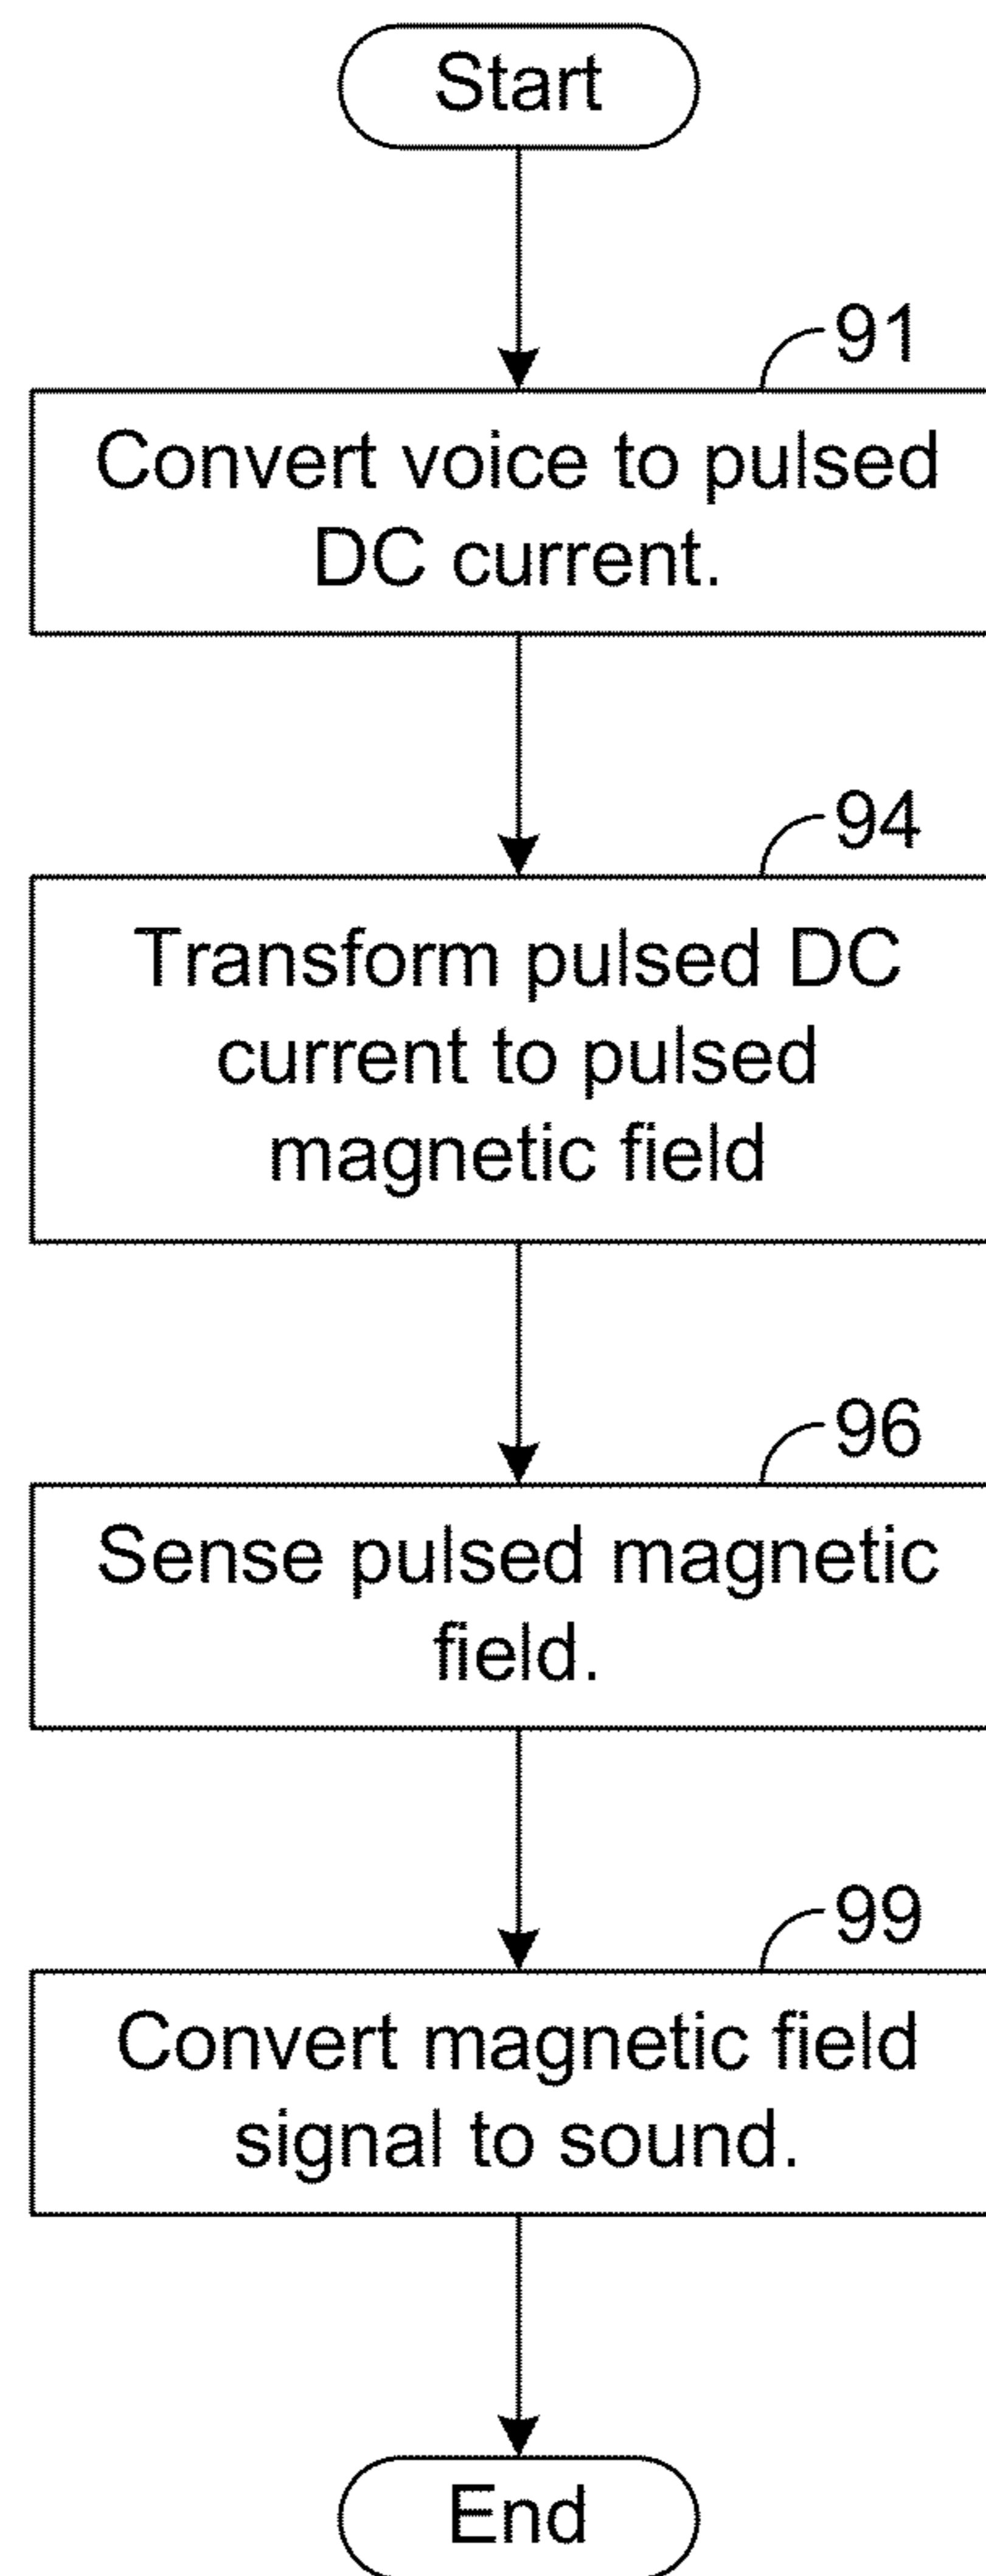 Start
91
Convert voice to pulsed
DC current.
94
Transform pulsed DC
current to pulsed
magnetic field
96
Sense pulsed magnetic
field.
99
Convert magnetic field
signal to sound.
End